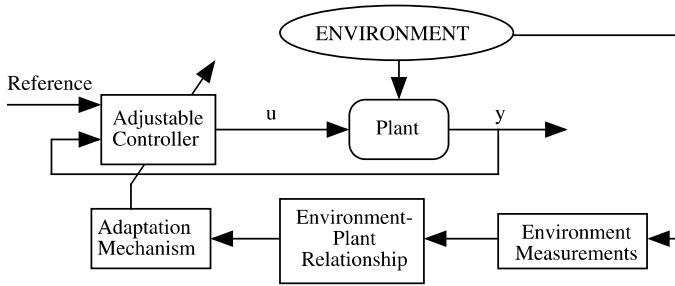 ENVIRONMENT
Reference
Adjustable
Controller
u
Plant
y
Adaptation
Mechanism
Environment-
Plant
Relationship
Environment
Measurements